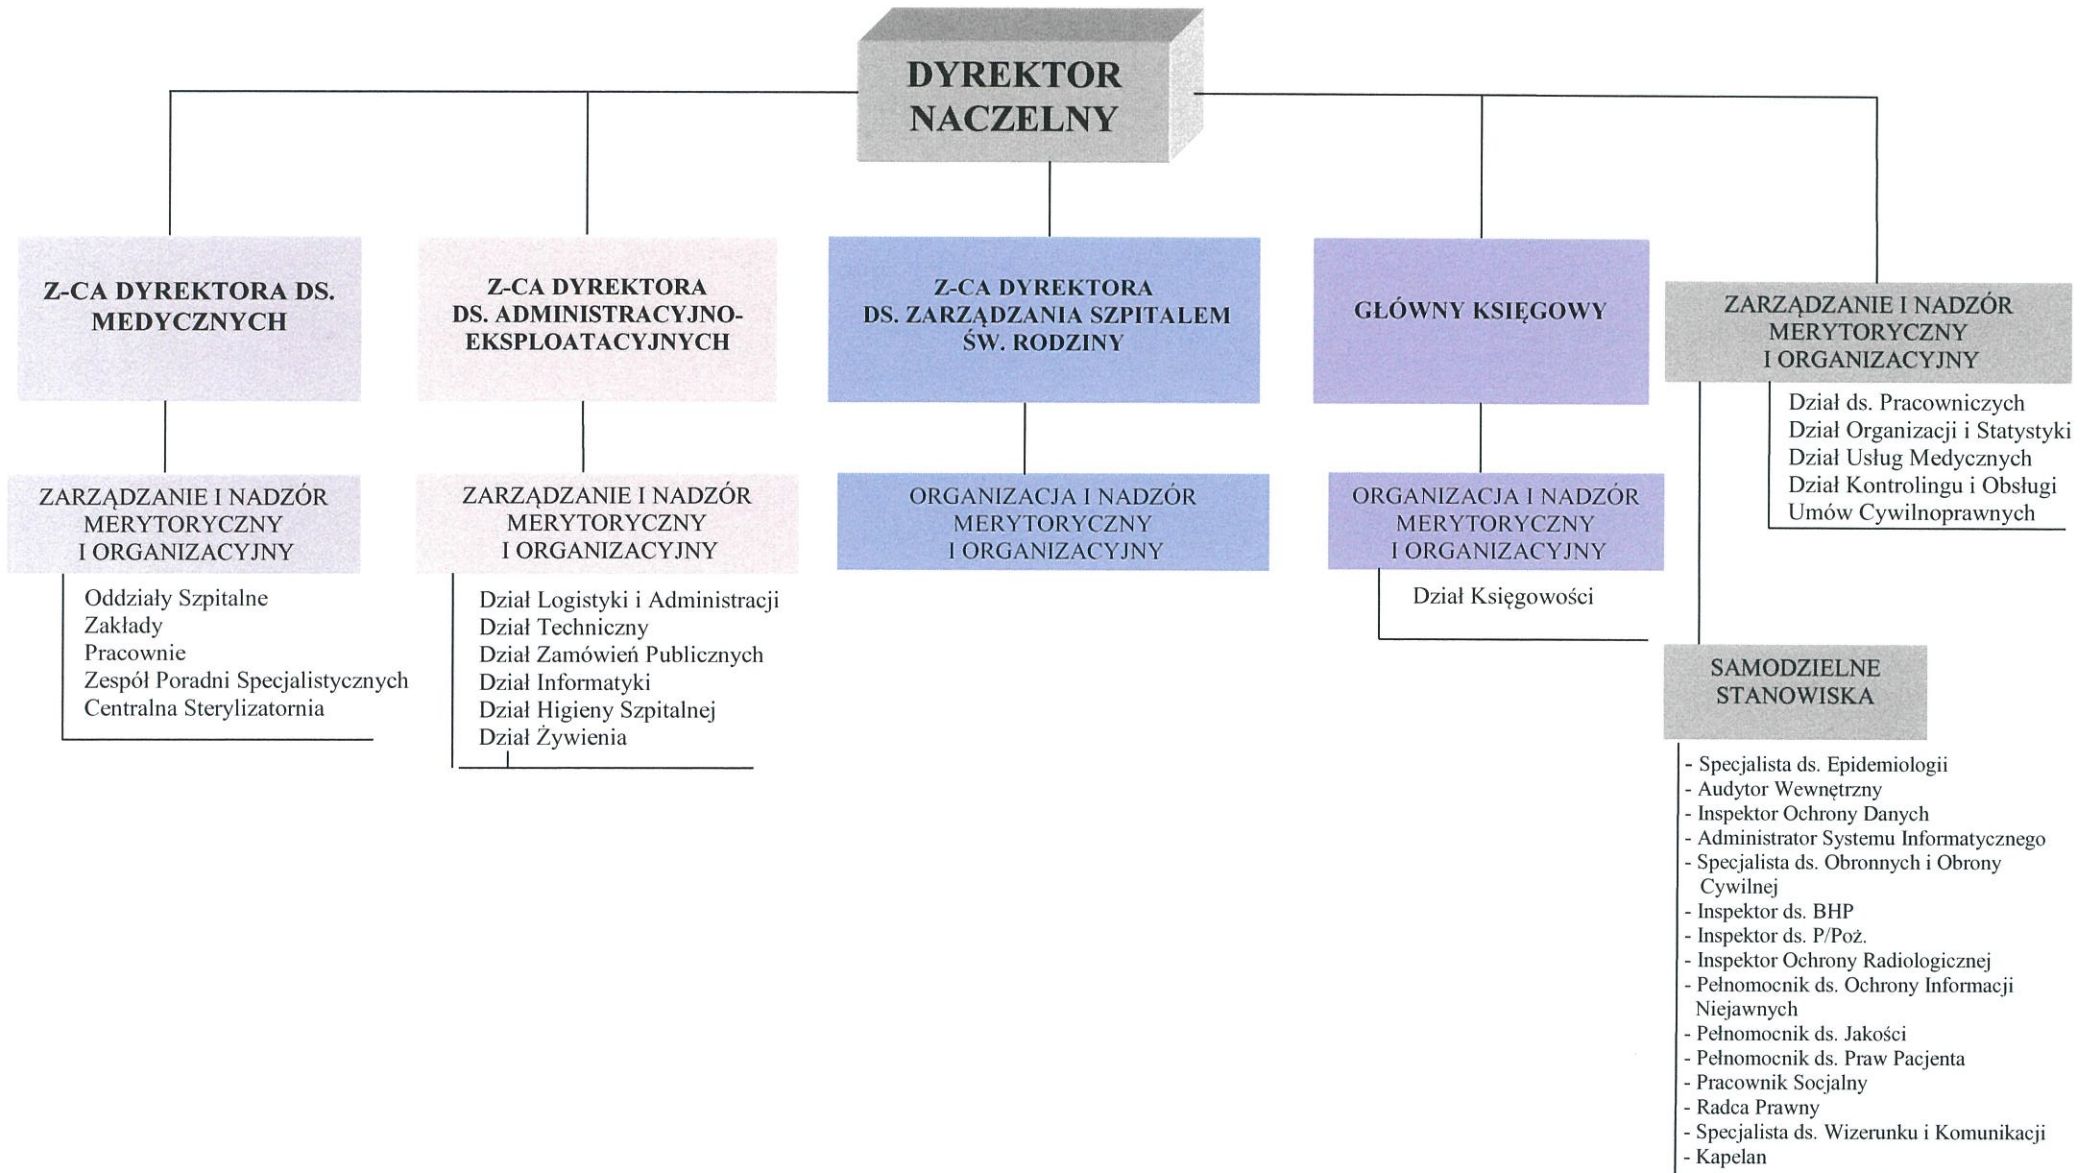 DYREKTOR
NACZELNY
Z-CA DYREKTORA DS.
MEDYCZNYCH
ZARZĄDZANIE I NADZÓR
MERYTORYCZNY
I ORGANIZACYJNY
Oddziały Szpitalne
Zakłady
Pracownie
Zespół Poradni Specjalistycznych
Centralna Sterylizatornia
Z-CA DYREKTORA
DS. ADMINISTRACYJNO-
EKSPLOATACYJNYCH
ZARZĄDZANIE I NADZÓR
MERYTORYCZNY
I ORGANIZACYJNY
Dział Logistyki i Administracji
Dział Techniczny
Dział Zamówień Publicznych
Dział Informatyki
Dział Higieny Szpitalnej
Dział Żywienia
Z-CA DYREKTORA
DS. ZARZĄDZANIA SZPITALEM
ŚW. RODZINY
ORGANIZACJA I NADZÓR
MERYTORYCZNY
I ORGANIZACYJNY
GŁÓWNY KSIĘGOWY
ORGANIZACJA I NADZÓR
MERYTORYCZNY
I ORGANIZACYJNY
Dział Księgowości
ZARZĄDZANIE I NADZÓR
MERYTORYCZNY
I ORGANIZACYJNY
Dział ds. Pracowniczych
Dział Organizacji i Statystyki
Dział Usług Medycznych
Dział Kontrolingu i Obsługi
Umów Cywilnoprawnych
SAMODZIELNE
STANOWISKA
- Specjalista ds. Epidemiologii
- Audytor Wewnętrzny
- Inspektor Ochrony Danych
- Administrator Systemu Informatycznego
- Specjalista ds. Obronnych i Obrony
Cywilnej
- Inspektor ds. BHP
- Inspektor ds. P/Poż.
- Inspektor Ochrony Radiologicznej
- Pełnomocnik ds. Ochrony Informacji
Niejawnych
- Pełnomocnik ds. Jakości
- Pełnomocnik ds. Praw Pacjenta
- Pracownik Socjalny
- Radca Prawny
- Specjalista ds. Wizerunku i Komunikacji
- Kapelan